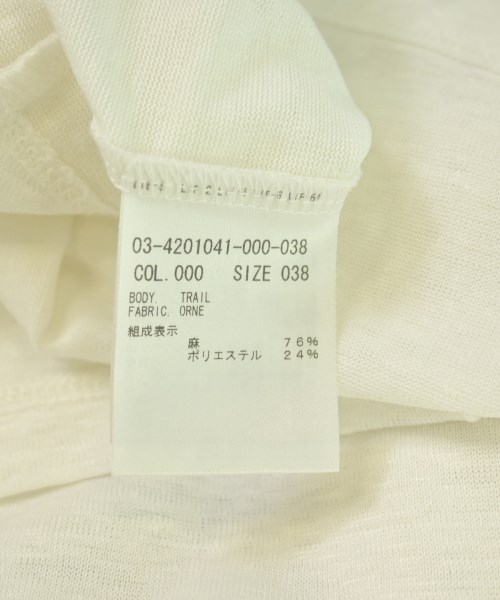 03-4201041-000-038
COL.000 SIZE 038
BODY. TRAIL
FABRIC. ORNE
組成表示
麻 76%
ポリエステル 24%